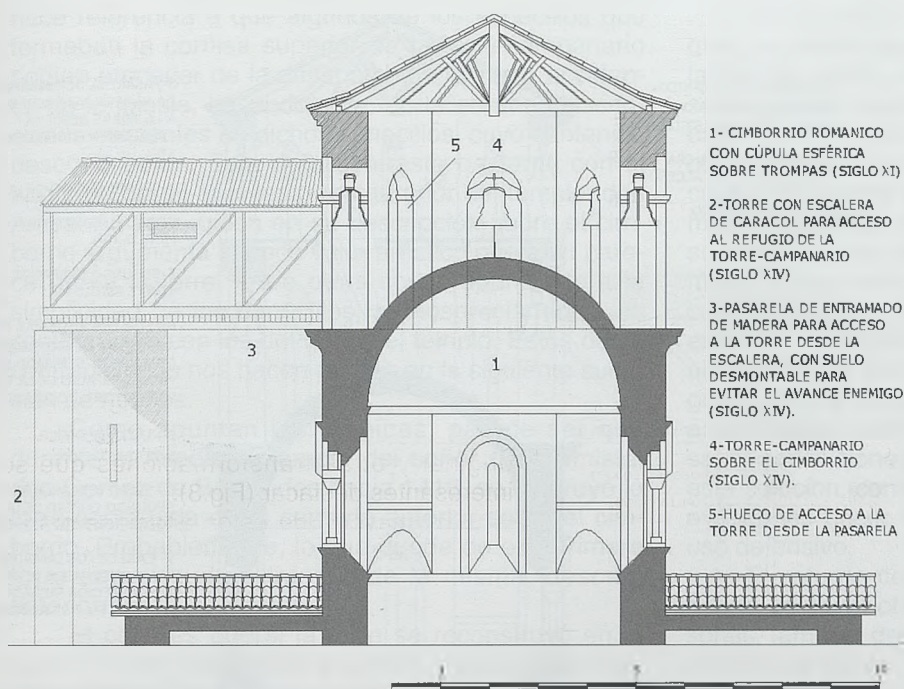 5 4
3
1
2
1- CIMBORRIO ROMANICO
CON CÚPULA ESFÉRICA
SOBRE TROMPAS (SIGLO XI)
2-TORRE CON ESCALERA
DE CARACOL PARA ACCESO
AL REFUGIO DE LA
TORRE-CAMPANARIO
(SIGLO XIV)
3-PASARELA DE ENTRAMADO
DE MADERA PARA ACCESO
A LA TORRE DESDE LA
ESCALERA, CON SUELO
DESMONTABLE PARA
EVITAR EL AVANCE ENEMIGO
(SIGLO XIV).
4-TORRE-CAMPANARIO
SOBRE EL CIMBORRIO
(SIGLO XIV).
5-HUECO DE ACCESO A LA
TORRE DESDE LA PASARELA
5 10